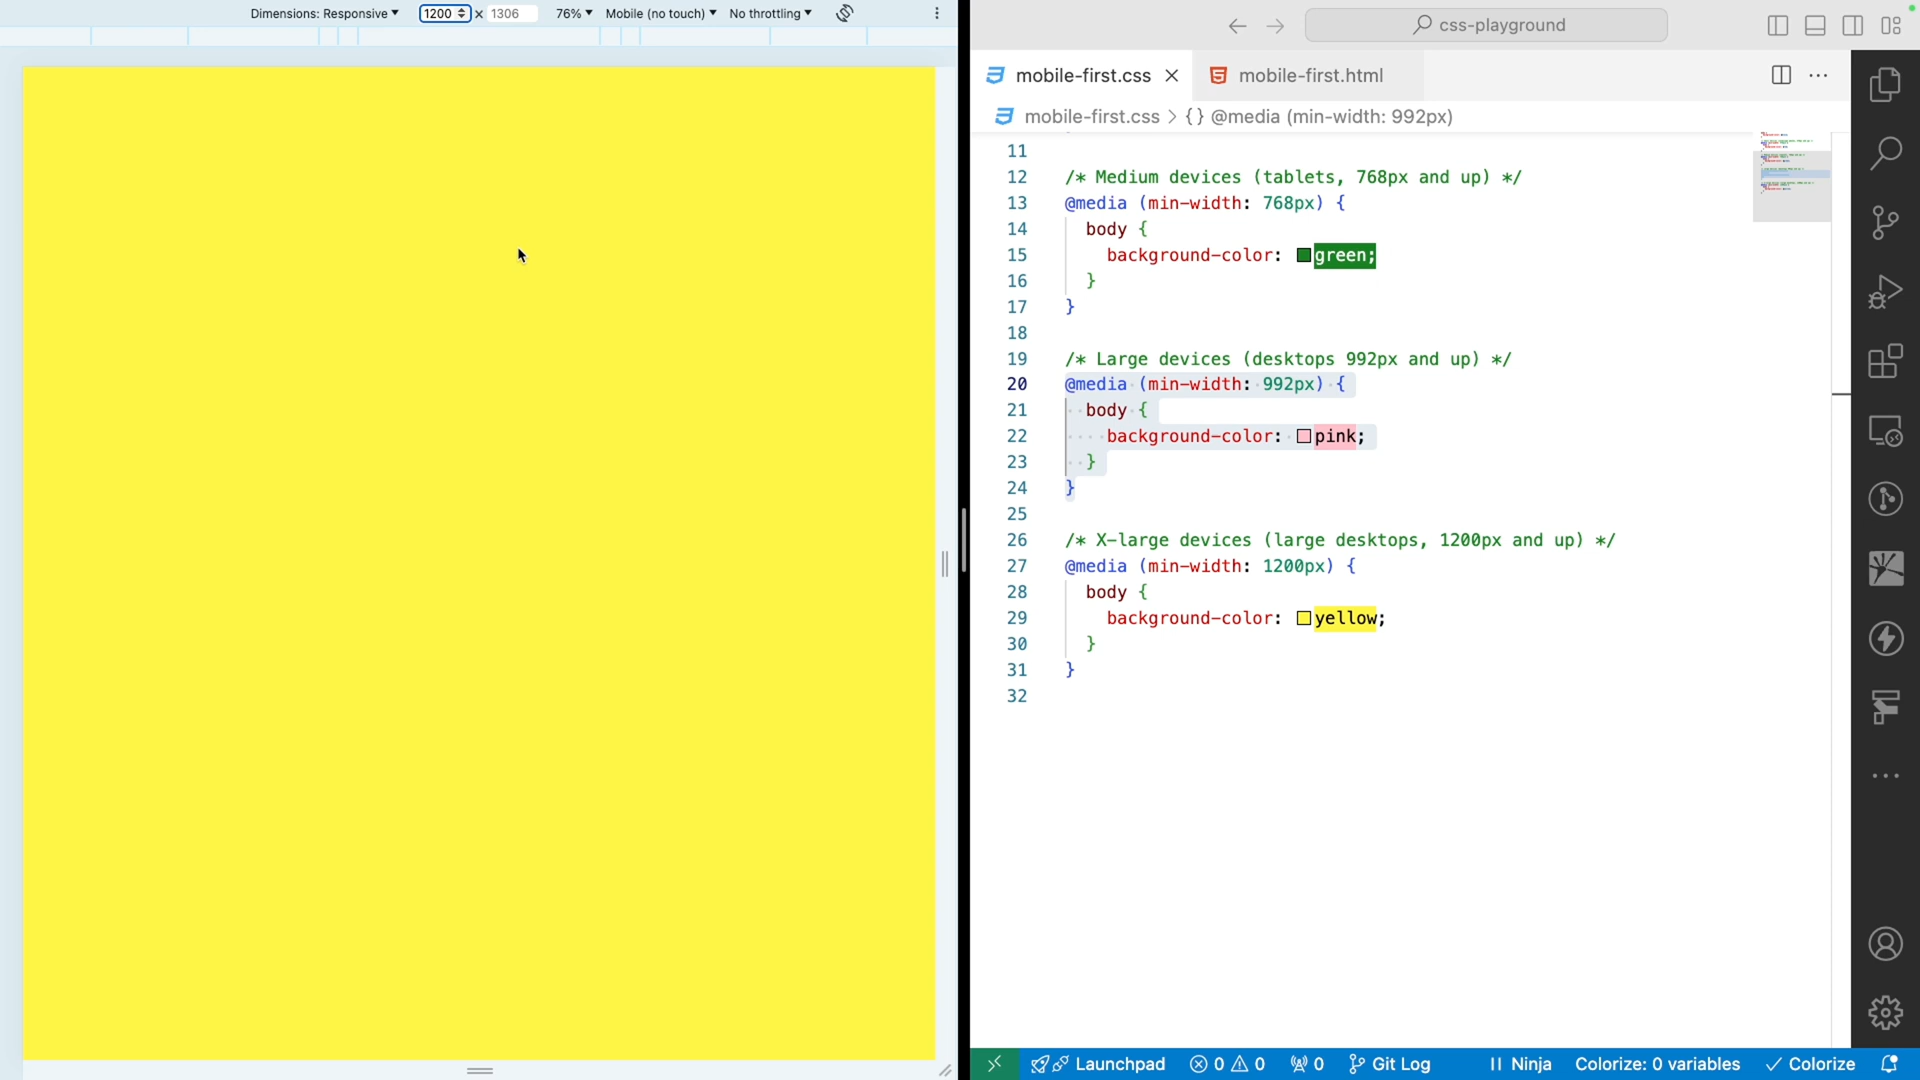 Dimensions: Responsive 1200 × 1306 76% Mobile (no touch) No throttling
css-playground
mobile-first.css mobile-first.html
mobile-first.css > {} @media (min-width: 992px)
11
12 /* Medium devices (tablets, 768px and up) */
13 @media (min-width: 768px) {
14 body {
15 background-color: green;
16 }
17 }
18
19 /* Large devices (desktops 992px and up) */
20 @media (min-width: 992px) {
21 body {
22 background-color: pink;
23 }
24 }
25
26 /* X-large devices (large desktops, 1200px and up) */
27 @media (min-width: 1200px) {
28 body {
29 background-color: yellow;
30 }
31 }
32
Launchpad 0 0 0 Git Log Ninja Colorize: 0 variables Colorize